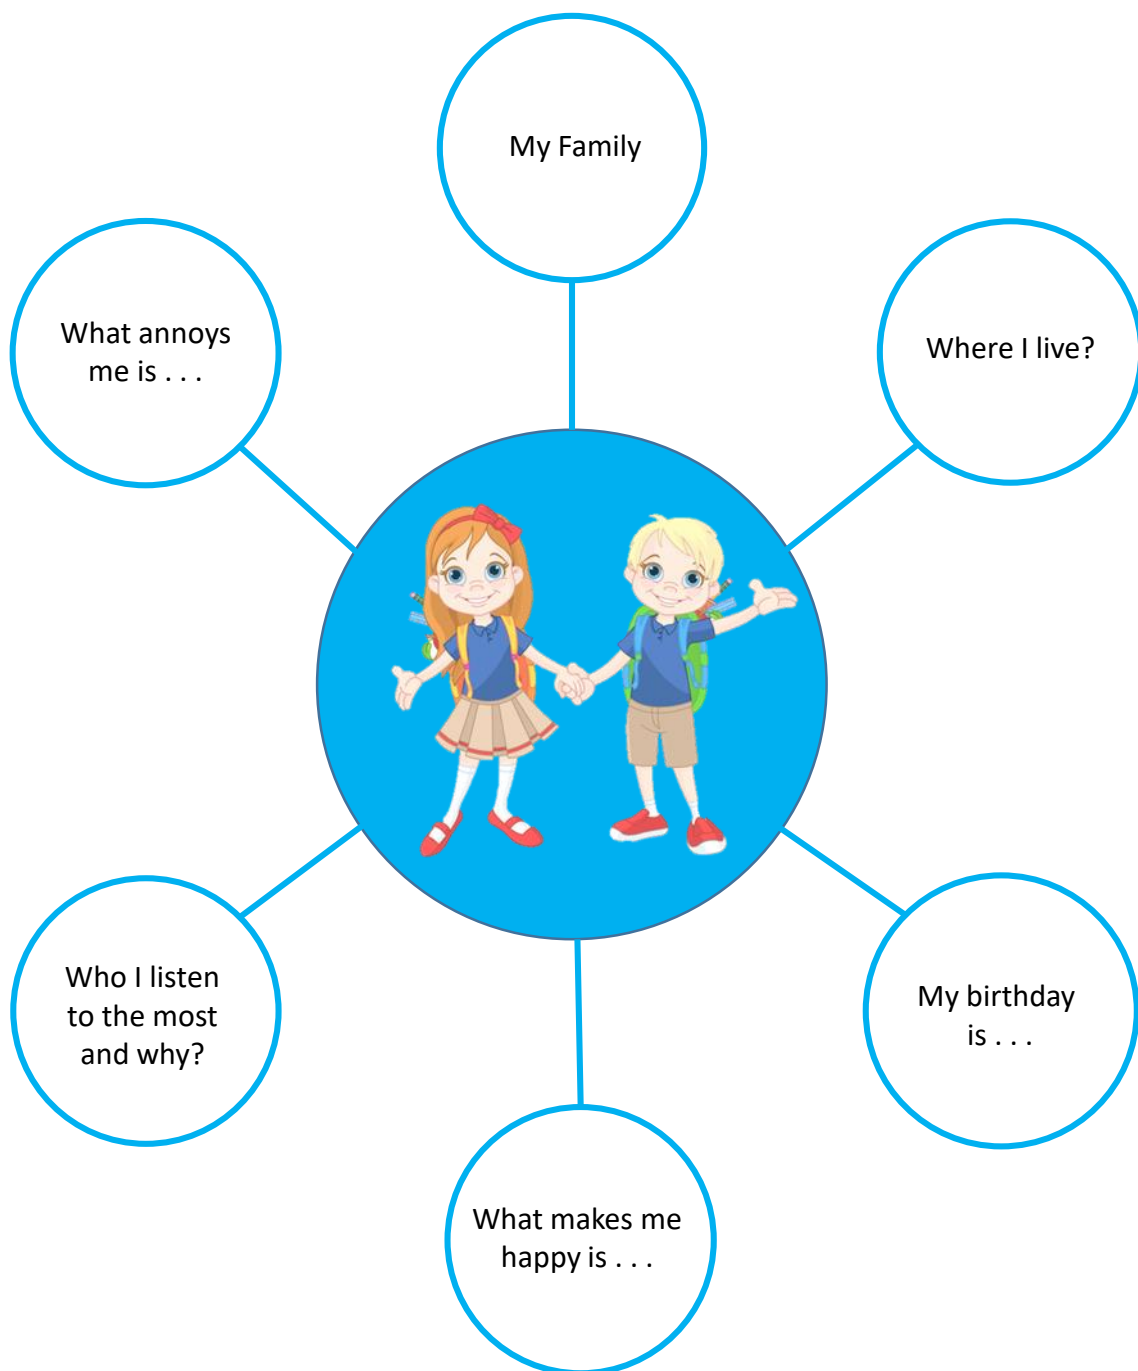 My Family
What annoys
me is . . .
Where I live?
Who I listen
to the most
and why?
My birthday
is . . .
What makes me
happy is . . .